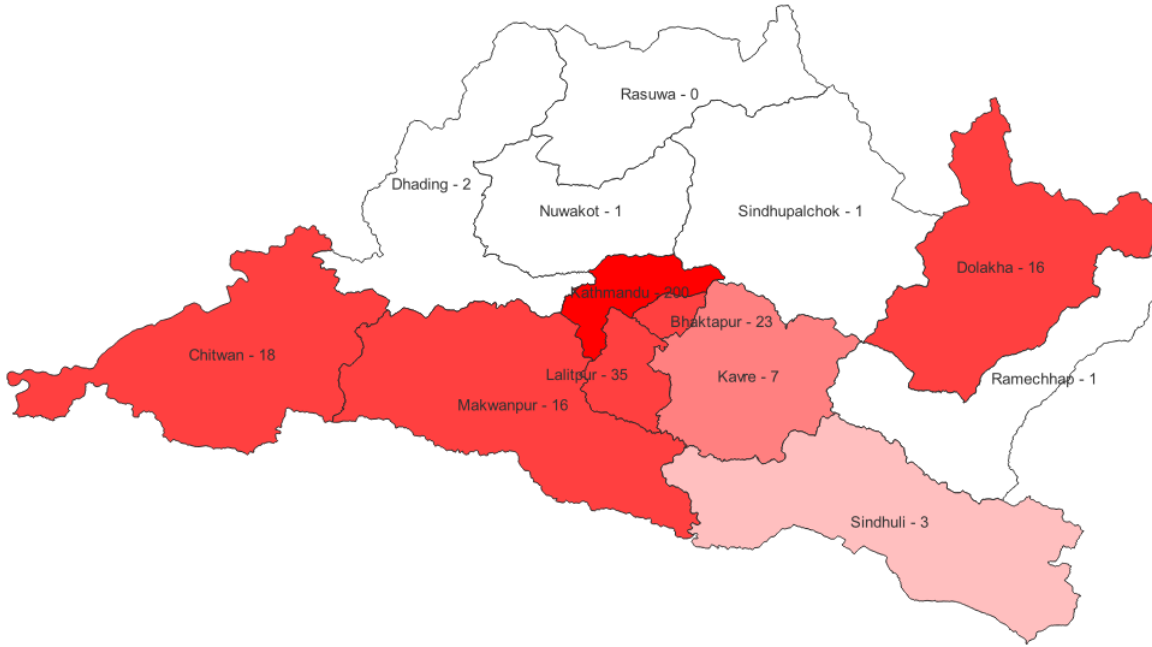 Rasuwa - 0
Dhading - 2
Nuwakot - 1
Sindhupalchok - 1
Dolakha - 16
Kathmandu - 200
Bhaktapur - 23
Chitwan - 18
Lalitpur - 35
Kavre - 7
Ramechhap - 1
Makwanpur - 16
Sindhuli - 3